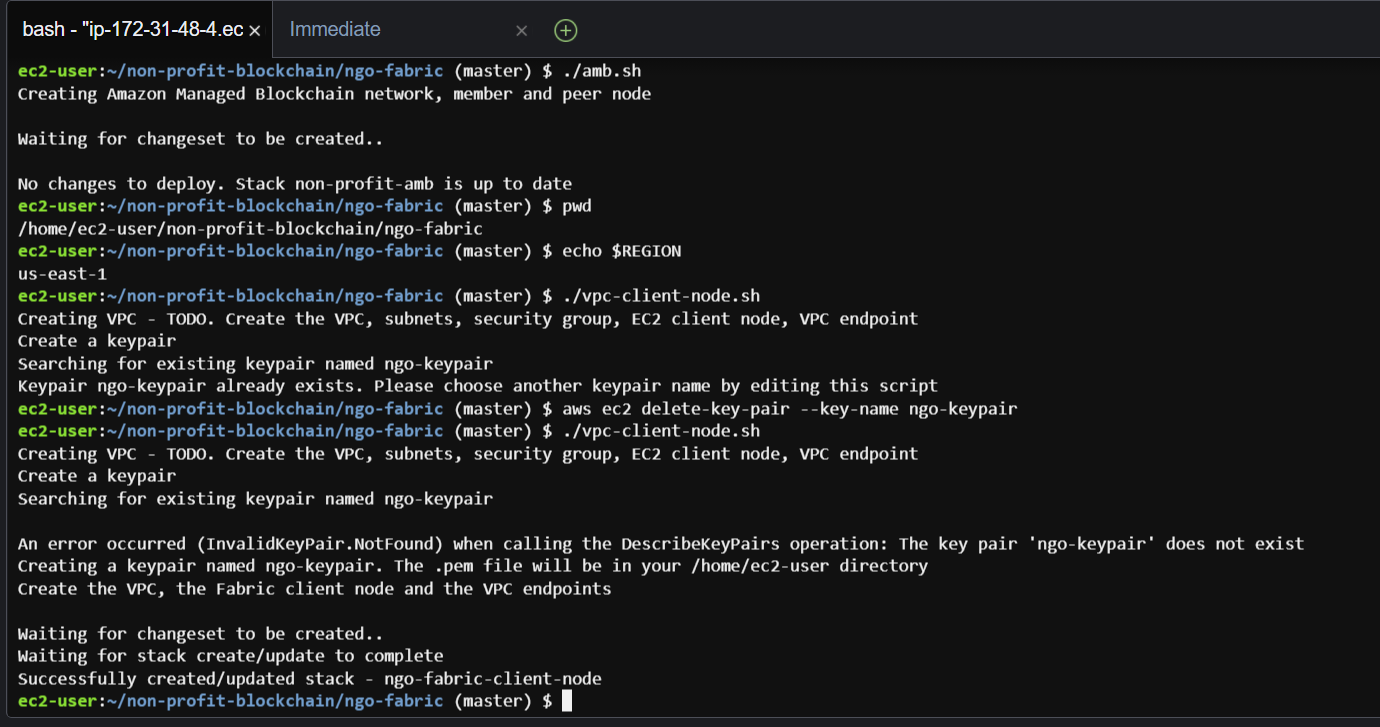 bash - "ip-172-31-48-4.ec × Immediate ×
ec2-user:~/non-profit-blockchain/ngo-fabric (master) $ ./amb.sh
Creating Amazon Managed Blockchain network, member and peer node
Waiting for changeset to be created..
No changes to deploy. Stack non-profit-amb is up to date
ec2-user:~/non-profit-blockchain/ngo-fabric (master) $ pwd
/home/ec2-user/non-profit-blockchain/ngo-fabric
ec2-user:~/non-profit-blockchain/ngo-fabric (master) $ echo $REGION
us-east-1
ec2-user:~/non-profit-blockchain/ngo-fabric (master) $ ./vpc-client-node.sh
Creating VPC - TODO. Create the VPC, subnets, security group, EC2 client node, VPC endpoint
Create a keypair
Searching for existing keypair named ngo-keypair
Keypair ngo-keypair already exists. Please choose another keypair name by editing this script
ec2-user:~/non-profit-blockchain/ngo-fabric (master) $ aws ec2 delete-key-pair --key-name ngo-keypair
ec2-user:~/non-profit-blockchain/ngo-fabric (master) $ ./vpc-client-node.sh
Creating VPC - TODO. Create the VPC, subnets, security group, EC2 client node, VPC endpoint
Create a keypair
Searching for existing keypair named ngo-keypair
An error occurred (InvalidKeyPair.NotFound) when calling the DescribeKeyPairs operation: The key pair 'ngo-keypair' does not exist
Creating a keypair named ngo-keypair. The .pem file will be in your /home/ec2-user directory
Create the VPC, the Fabric client node and the VPC endpoints
Waiting for changeset to be created..
Waiting for stack create/update to complete
Successfully created/updated stack - ngo-fabric-client-node
ec2-user:~/non-profit-blockchain/ngo-fabric (master) $